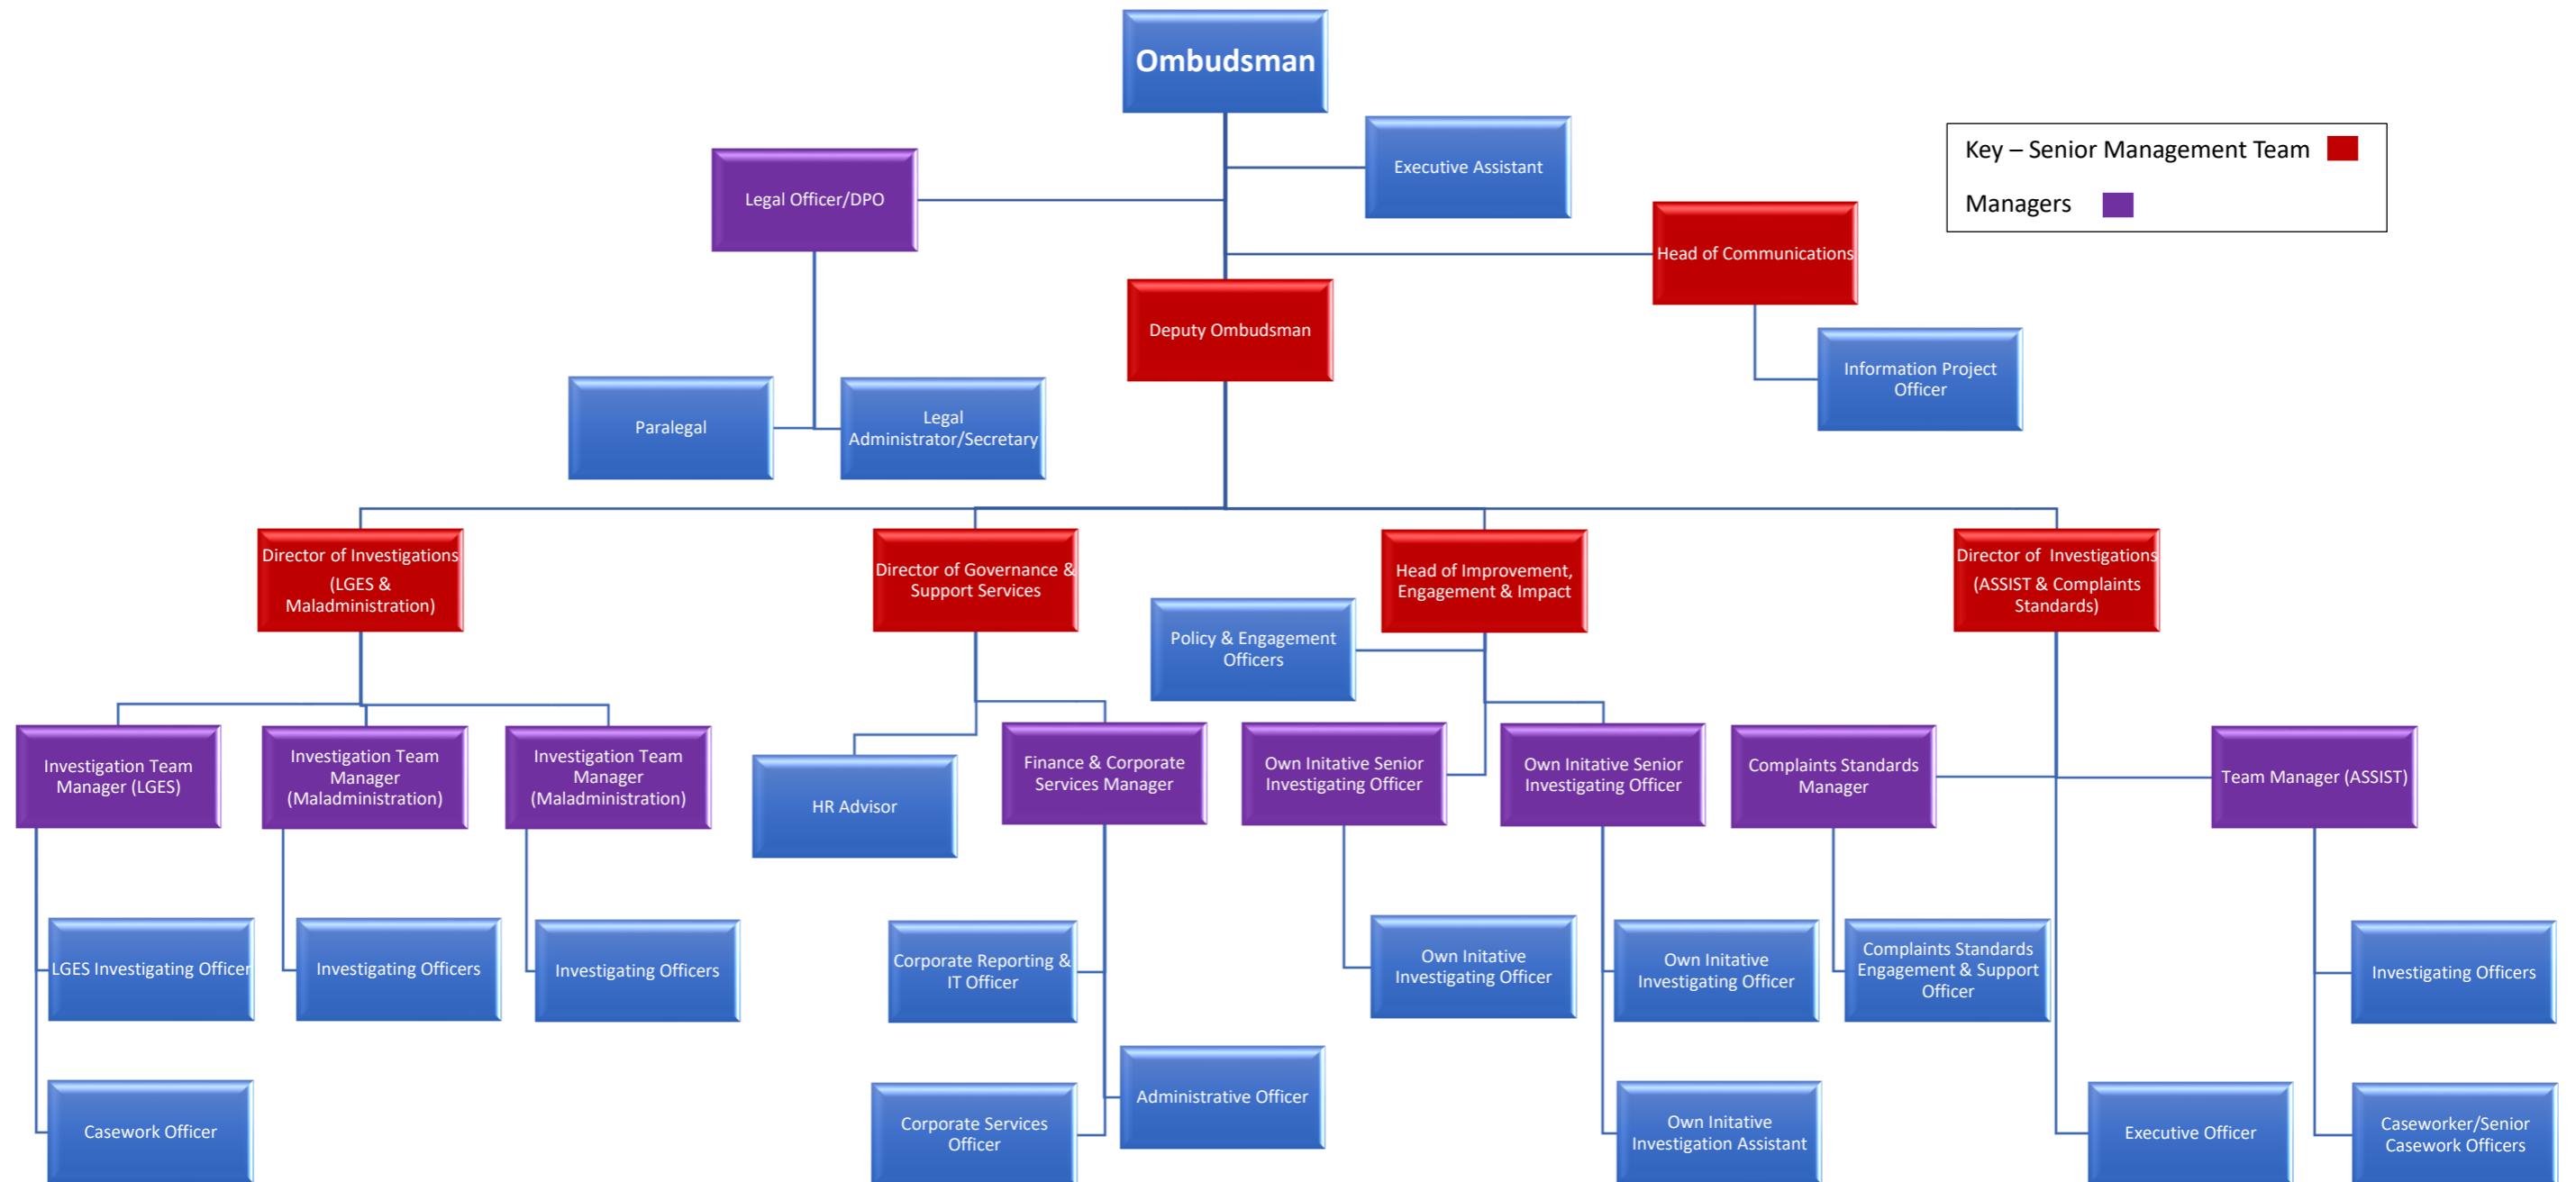 Ombudsman
Executive Assistant
Key – Senior Management Team
Managers
Legal Officer/DPO
Head of Communications
Deputy Ombudsman
Information Project
Officer
Paralegal
Legal
Administrator/Secretary
Director of Investigations
(LGES &
Maladministration)
Director of Governance &
Support Services
Head of Improvement,
Engagement & Impact
Director of  Investigations
(ASSIST & Complaints
Standards)
Policy & Engagement
Officers
Investigation Team
Manager (LGES)
Investigation Team
Manager
(Maladministration)
Investigation Team
Manager
(Maladministration)
HR Advisor
Finance & Corporate
Services Manager
Own Initative Senior
Investigating Officer
Own Initative Senior
Investigating Officer
Complaints Standards
Manager
Team Manager (ASSIST)
LGES Investigating Officer
Investigating Officers
Investigating Officers
Corporate Reporting &
IT Officer
Own Initative
Investigating Officer
Own Initative
Investigating Officer
Complaints Standards
Engagement & Support
Officer
Investigating Officers
Casework Officer
Corporate Services
Officer
Administrative Officer
Own Initative
Investigation Assistant
Executive Officer
Caseworker/Senior
Casework Officers